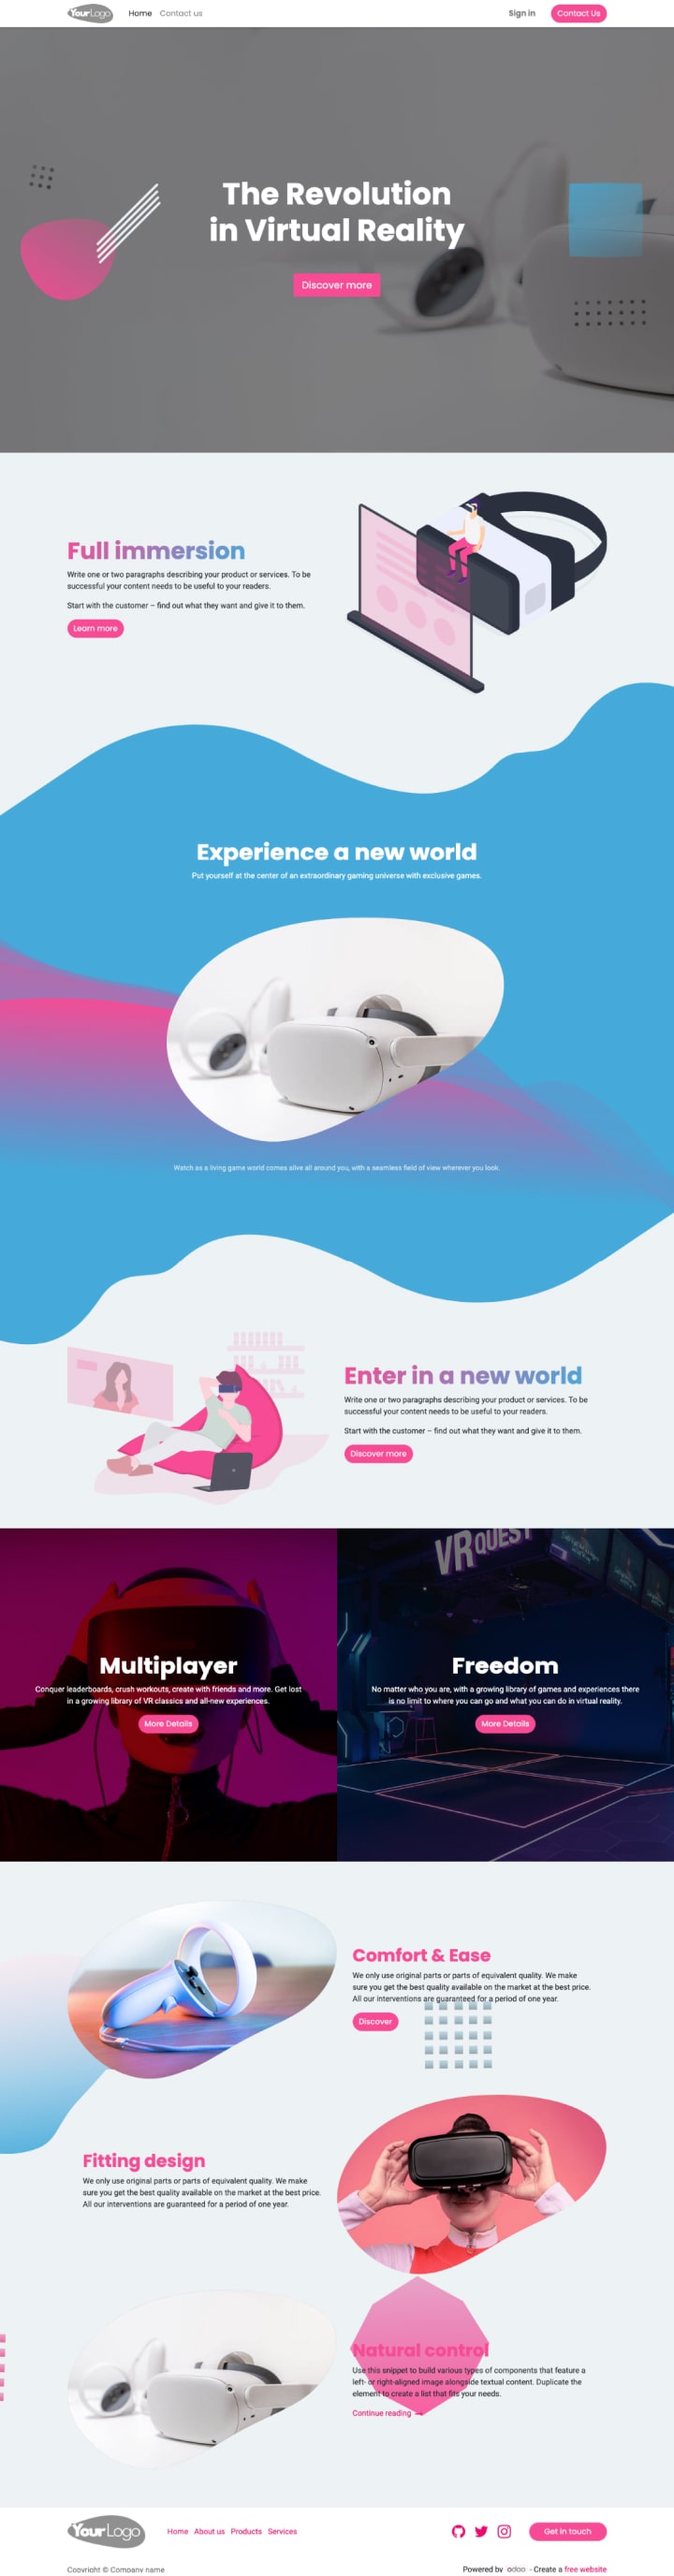 YourLogo Home Contact us Sign in Contact Us
The Revolution
in Virtual Reality
Discover more
Full immersion
Write one or two paragraphs describing your product or services. To be
successful your content needs to be useful to your readers.
Start with the customer – find out what they want and give it to them.
Learn more
Experience a new world
Put yourself at the center of an extraordinary gaming universe with exclusive games.
Watch as a living game world comes alive all around you, with a seamless field of view wherever you look.
Enter in a new world
Write one or two paragraphs describing your product or services. To be
successful your content needs to be useful to your readers.
Start with the customer – find out what they want and give it to them.
Discover more
VR QUEST
Multiplayer
Conquer leaderboards, crush workouts, create with friends and more. Get lost
in a growing library of VR classics and all-new experiences.
More Details
Freedom
No matter who you are, with a growing library of games and experiences there
is no limit to where you can go and what you can do in virtual reality.
More Details
Comfort & Ease
We only use original parts or parts of equivalent quality. We make
sure you get the best quality available on the market at the best price.
All our interventions are guaranteed for a period of one year.
Discover
Fitting design
We only use original parts or parts of equivalent quality. We make
sure you get the best quality available on the market at the best price.
All our interventions are guaranteed for a period of one year.
Natural control
Use this snippet to build various types of components that feature a
left- or right-aligned image alongside textual content. Duplicate the
element to create a list that fits your needs.
Continue reading
YourLogo Home About us Products Services Get in touch
Copyright © Company name Powered by odoo - Create a free website